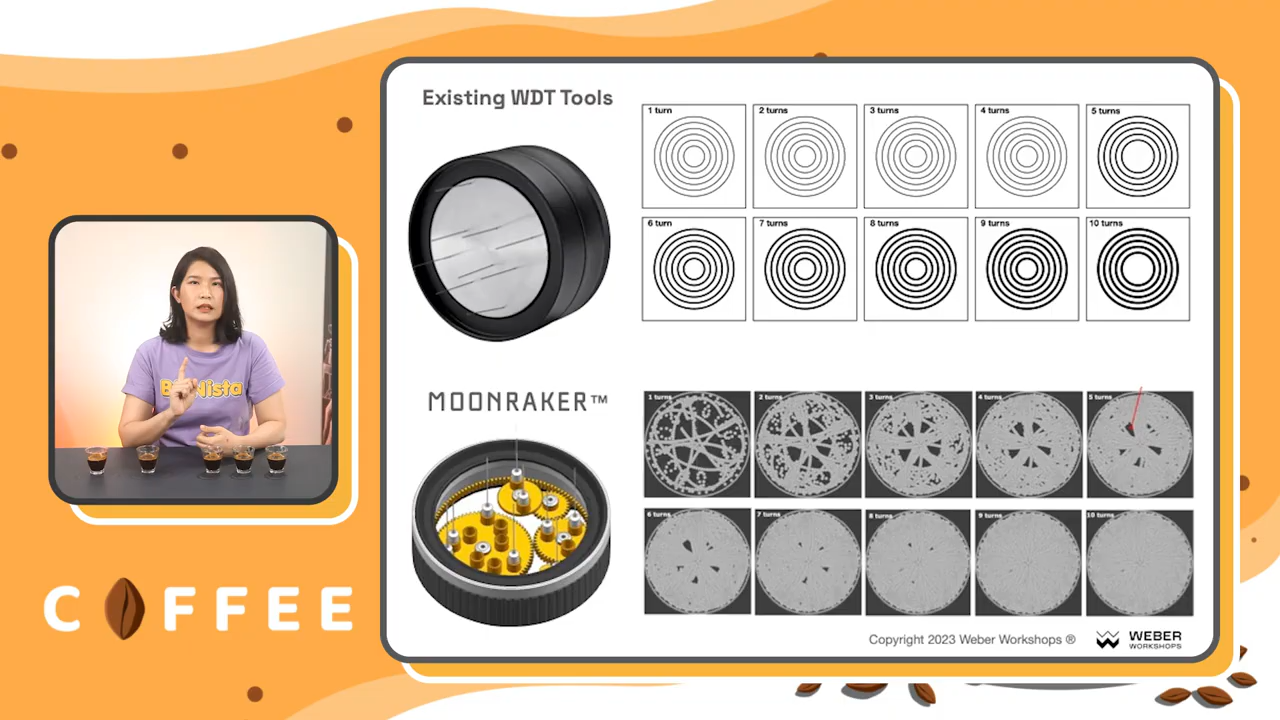 Existing WDT Tools
1 turn
2 turns
3 turns
4 turns
5 turns
6 turn
7 turns
8 turns
9 turns
10 turns
MOONRAKER™
1 turns
2 turns
3 turns
4 turns
5 turns
6 turns
7 turns
8 turns
9 turns
10 turns
Copyright 2023 Weber Workshops ®
WEBER
WORKSHOPS
C FFEE